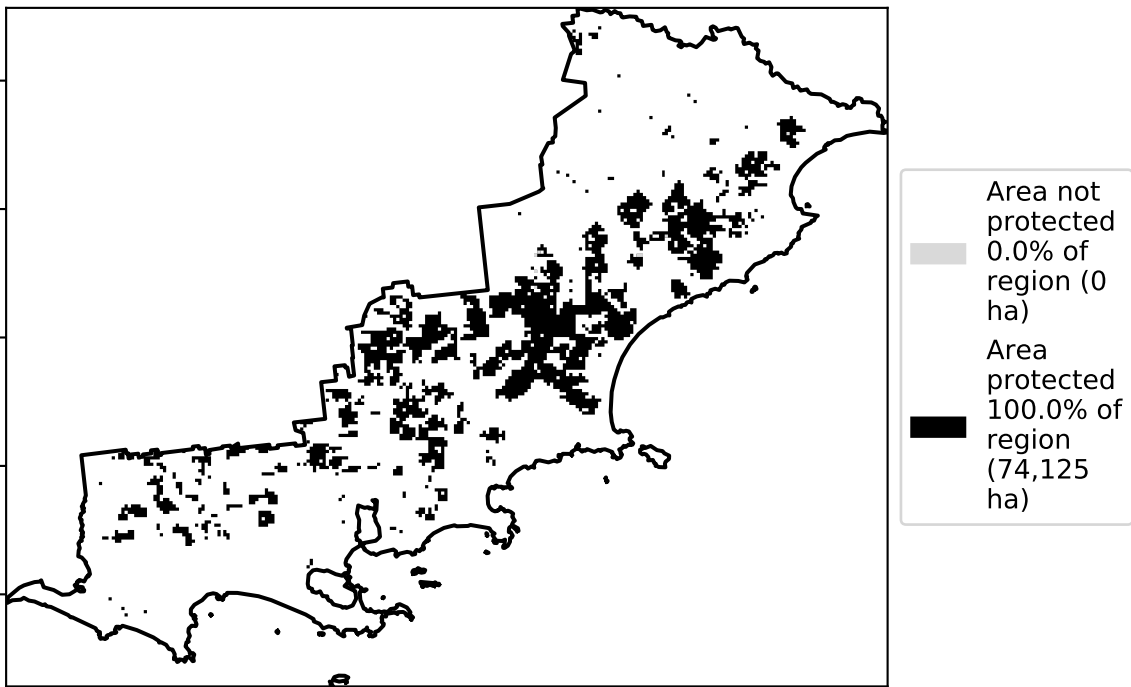 Area not
protected
0.0% of
region (0
ha)
Area
protected
100.0% of
region
(74,125
ha)